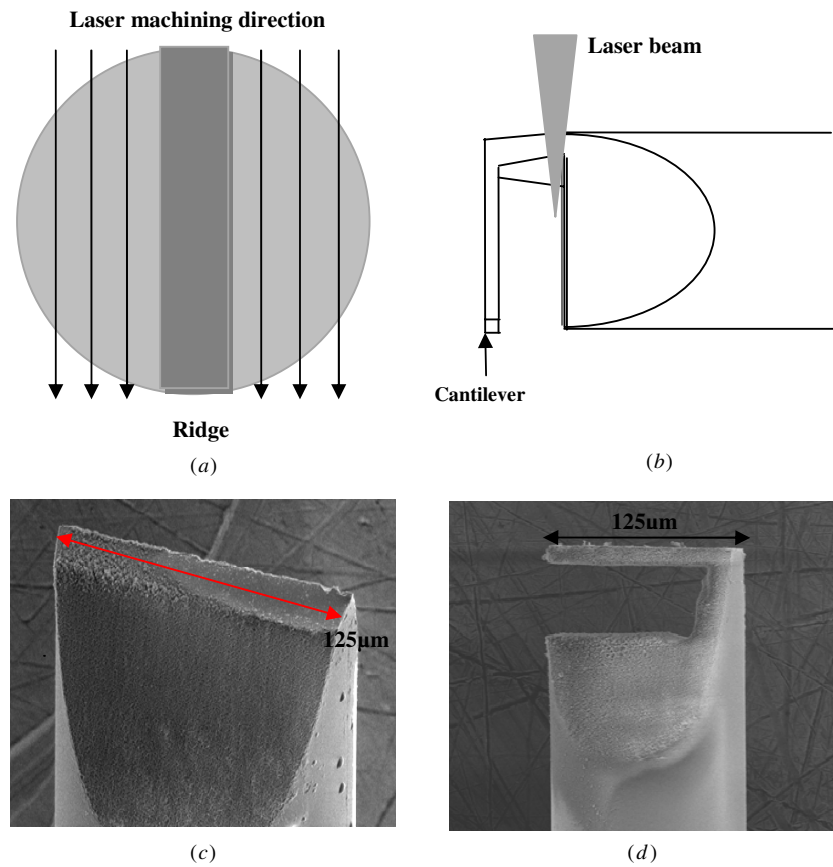 Laser machining direction
Ridge
(a)
Laser beam
Cantilever
(b)
125μm
(c)
125um
(d)